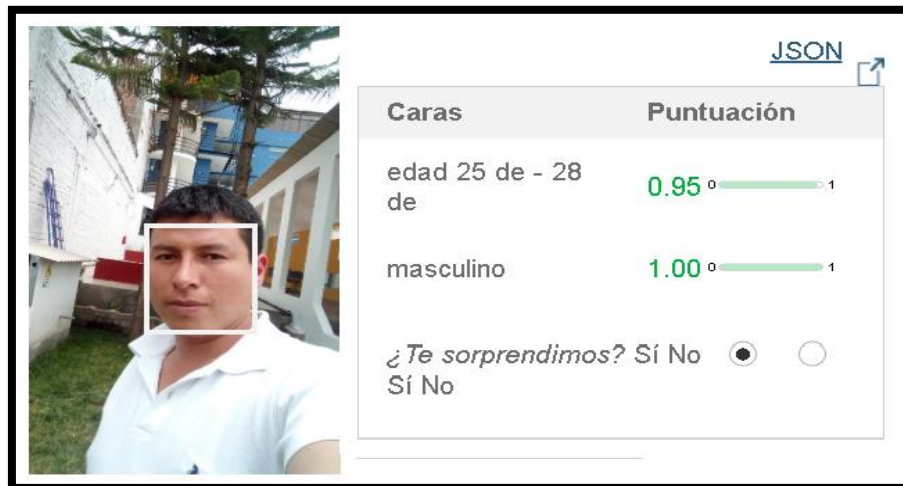 JSON
Caras Puntuación
edad 25 de - 28
de
0.95 0 1
masculino 1.00 0 1
¿Te sorprendimos? Sí No
Sí No